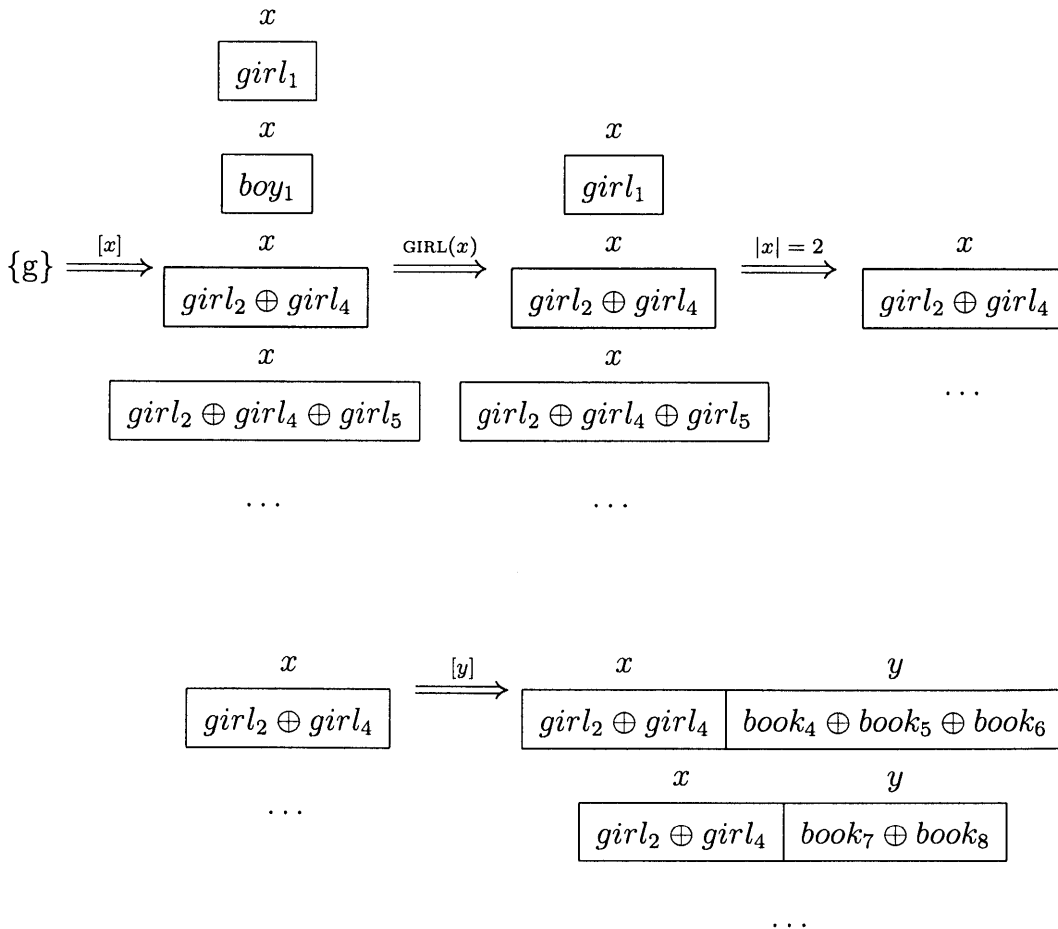 x
girl₁
x
x
boy₁
girl₁
{g} [x] x GIRL(x) x |x| = 2 x
girl₂ ⊕ girl₄ girl₂ ⊕ girl₄ girl₂ ⊕ girl₄
x x ...
girl₂ ⊕ girl₄ ⊕ girl₅ girl₂ ⊕ girl₄ ⊕ girl₅
... ...
x [y] x y
girl₂ ⊕ girl₄ girl₂ ⊕ girl₄ book₄ ⊕ book₅ ⊕ book₆
... x y
girl₂ ⊕ girl₄ book₇ ⊕ book₈
...